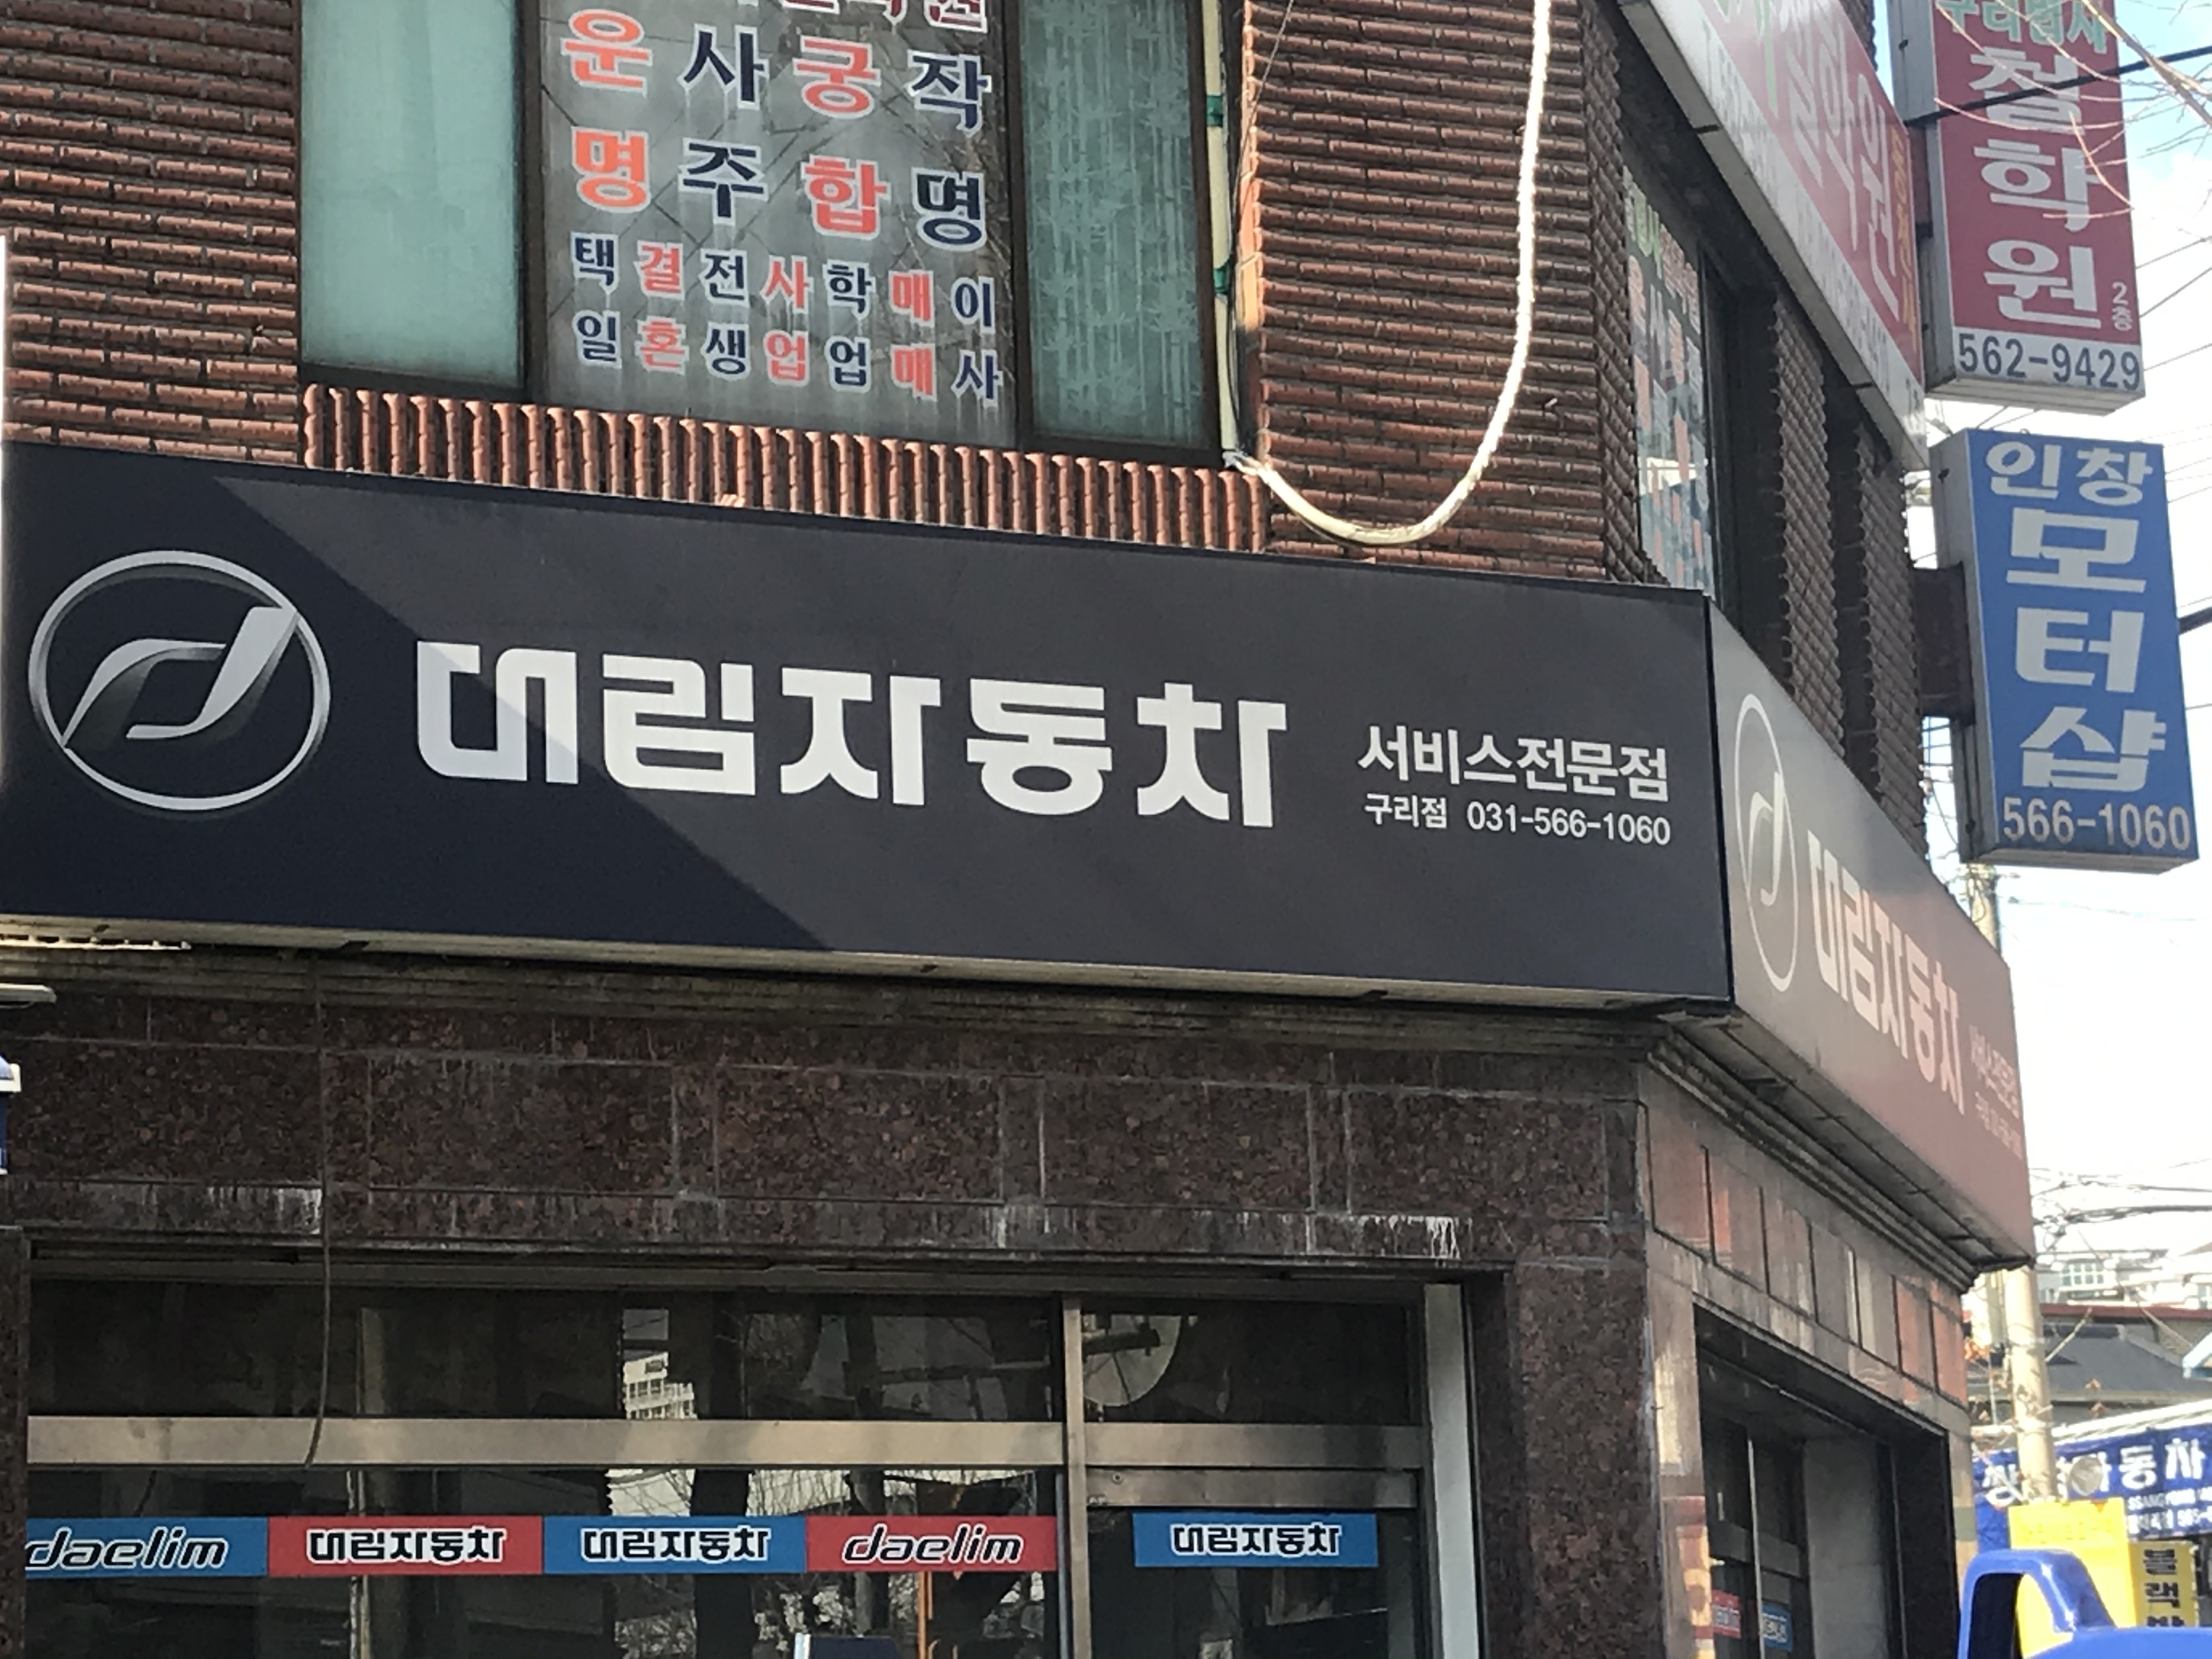 운 사 궁 작
명 주 합 명
택 결 전 사 학 매 이
일 혼 생 업 업 매 사
철학원
2층
562-9429
인창
모터샵
566-1060
대림자동차
서비스전문점
구리점 031-566-1060
대림자동차
daelim 대림자동차 대림자동차 daelim 대림자동차
블랙